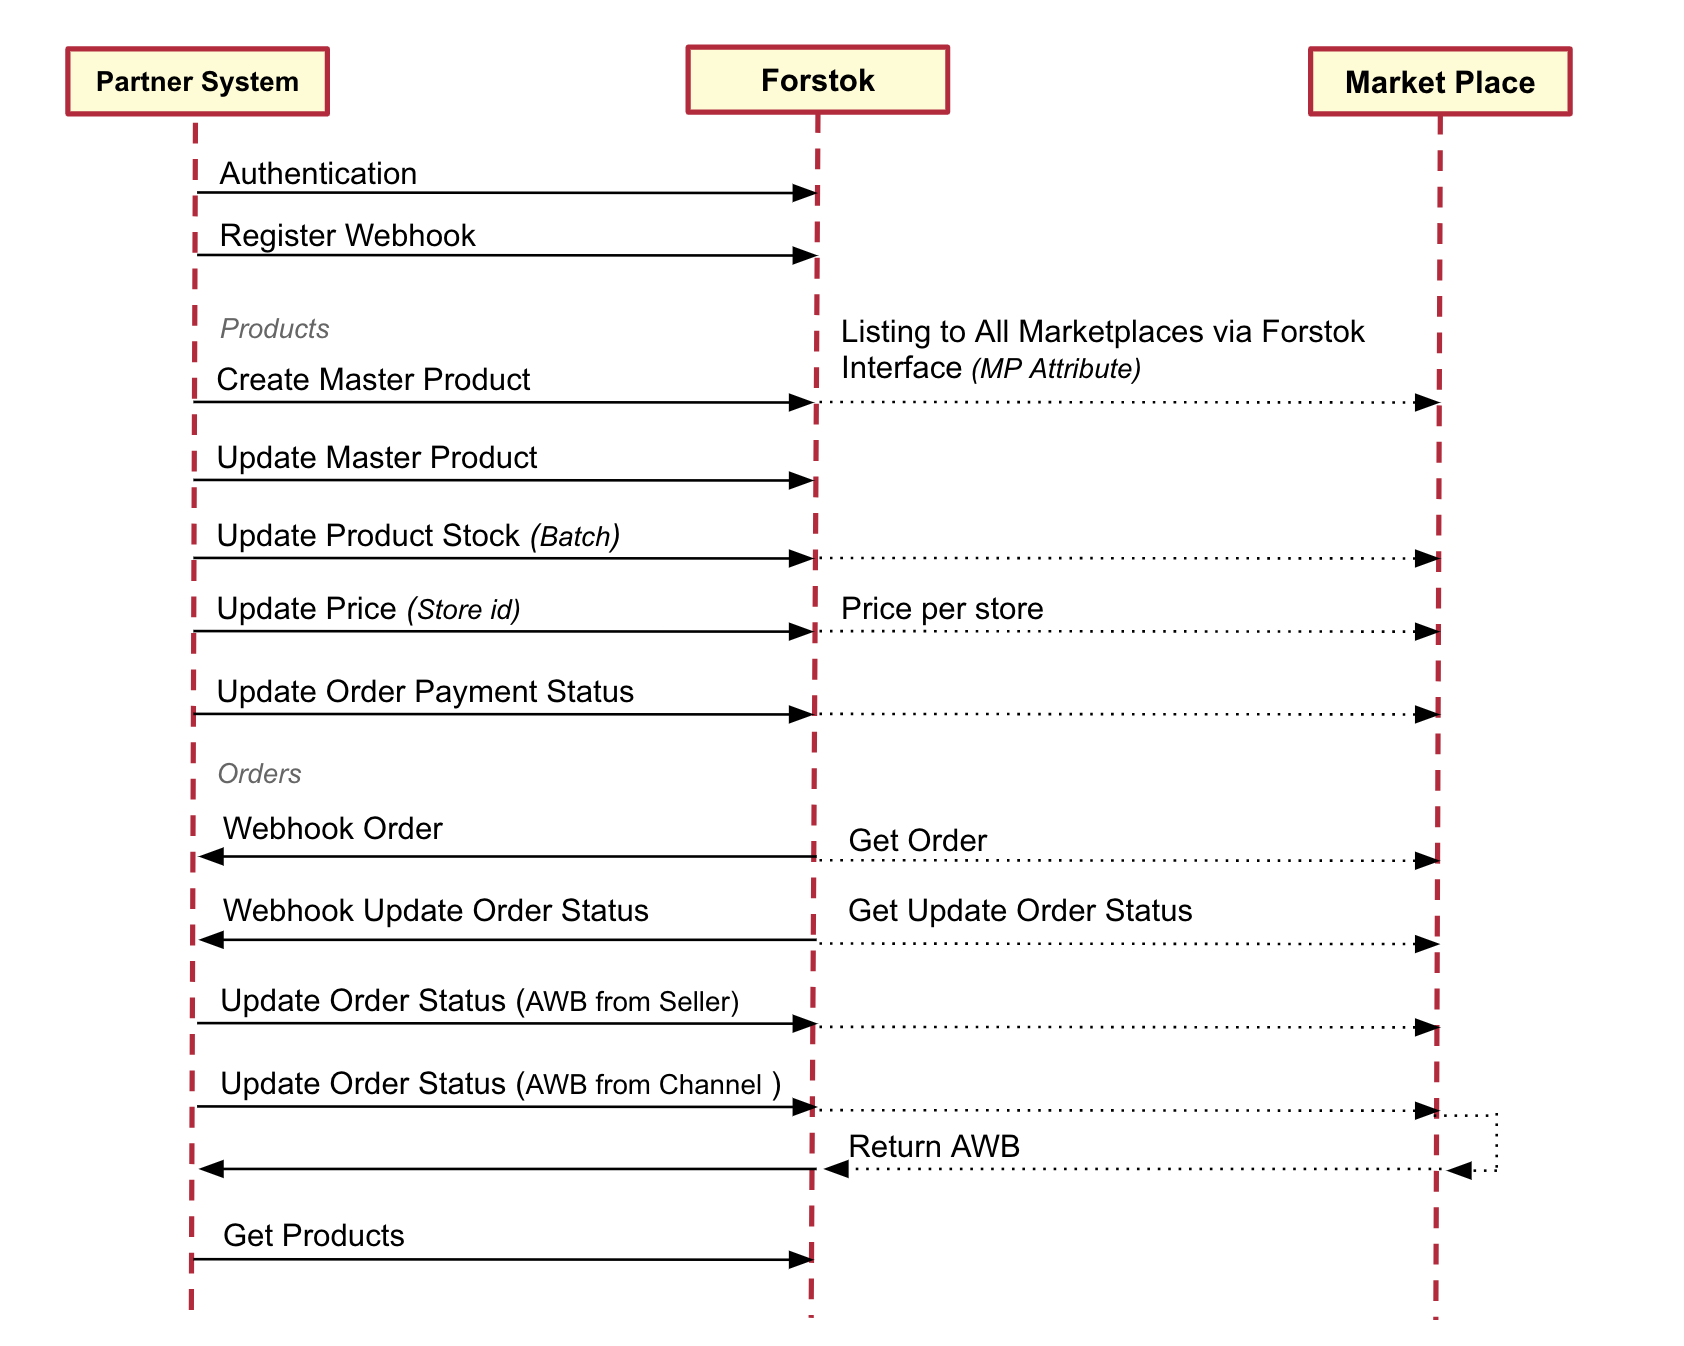 Partner System
Forstok
Market Place
Authentication
Register Webhook
Products
Listing to All Marketplaces via Forstok
Interface (MP Attribute)
Create Master Product
Update Master Product
Update Product Stock (Batch)
Update Price (Store id)
Price per store
Update Order Payment Status
Orders
Webhook Order
Get Order
Webhook Update Order Status
Get Update Order Status
Update Order Status (AWB from Seller)
Update Order Status (AWB from Channel )
Return AWB
Get Products